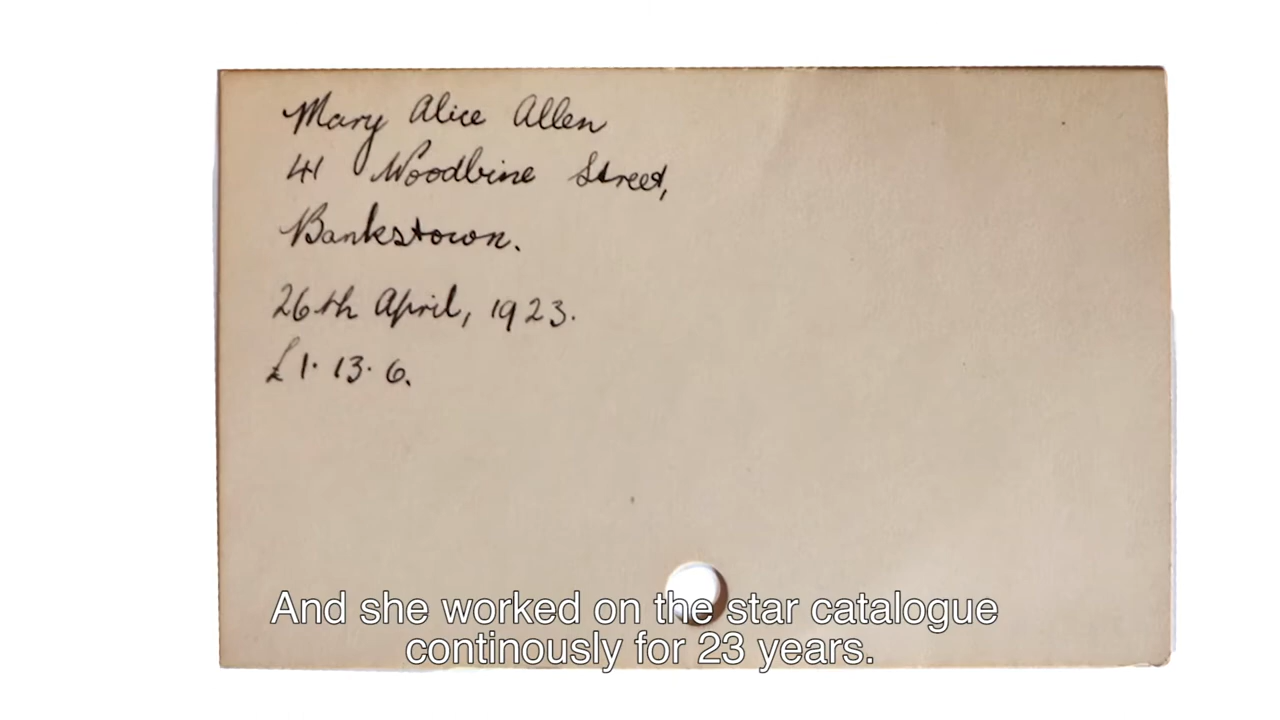 Mary Alice Allen
41 Woodbine Street,
Bankstown.
26th April, 1923.
£1. 13. 6.
And she worked on the star catalogue
continously for 23 years.